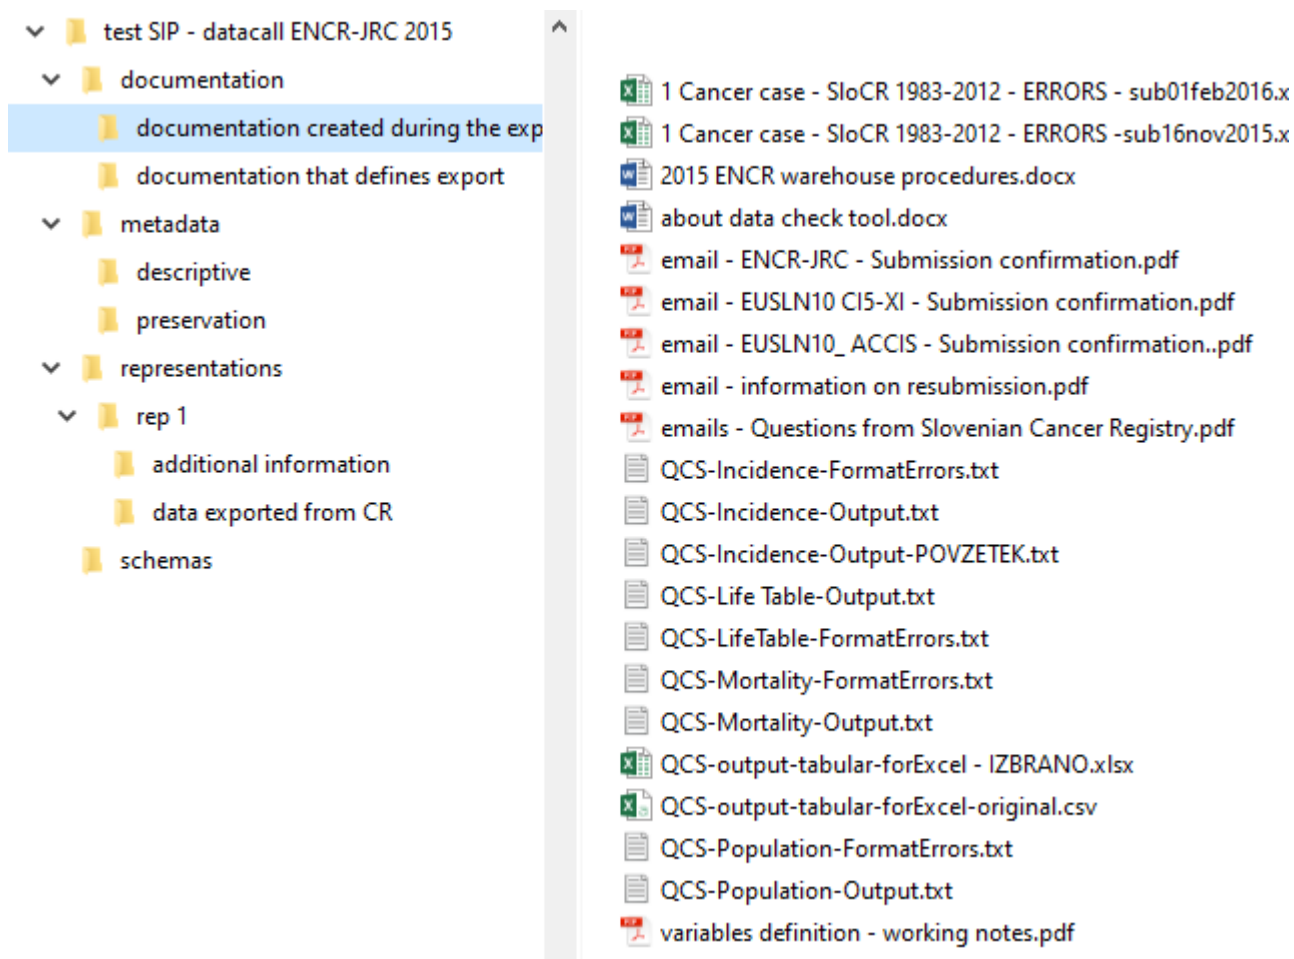 test SIP - datacall ENCR-JRC 2015
documentation
documentation created during the exp
documentation that defines export
metadata
descriptive
preservation
representations
rep 1
additional information
data exported from CR
schemas
1 Cancer case - SloCR 1983-2012 - ERRORS - sub01feb2016.x
1 Cancer case - SloCR 1983-2012 - ERRORS -sub16nov2015.x
2015 ENCR warehouse procedures.docx
about data check tool.docx
email - ENCR-JRC - Submission confirmation.pdf
email - EUSLN10 CI5-XI - Submission confirmation.pdf
email - EUSLN10_ ACCIS - Submission confirmation..pdf
email - information on resubmission.pdf
emails - Questions from Slovenian Cancer Registry.pdf
QCS-Incidence-FormatErrors.txt
QCS-Incidence-Output.txt
QCS-Incidence-Output-POVZETEK.txt
QCS-Life Table-Output.txt
QCS-LifeTable-FormatErrors.txt
QCS-Mortality-FormatErrors.txt
QCS-Mortality-Output.txt
QCS-output-tabular-forExcel - IZBRANO.xlsx
QCS-output-tabular-forExcel-original.csv
QCS-Population-FormatErrors.txt
QCS-Population-Output.txt
variables definition - working notes.pdf